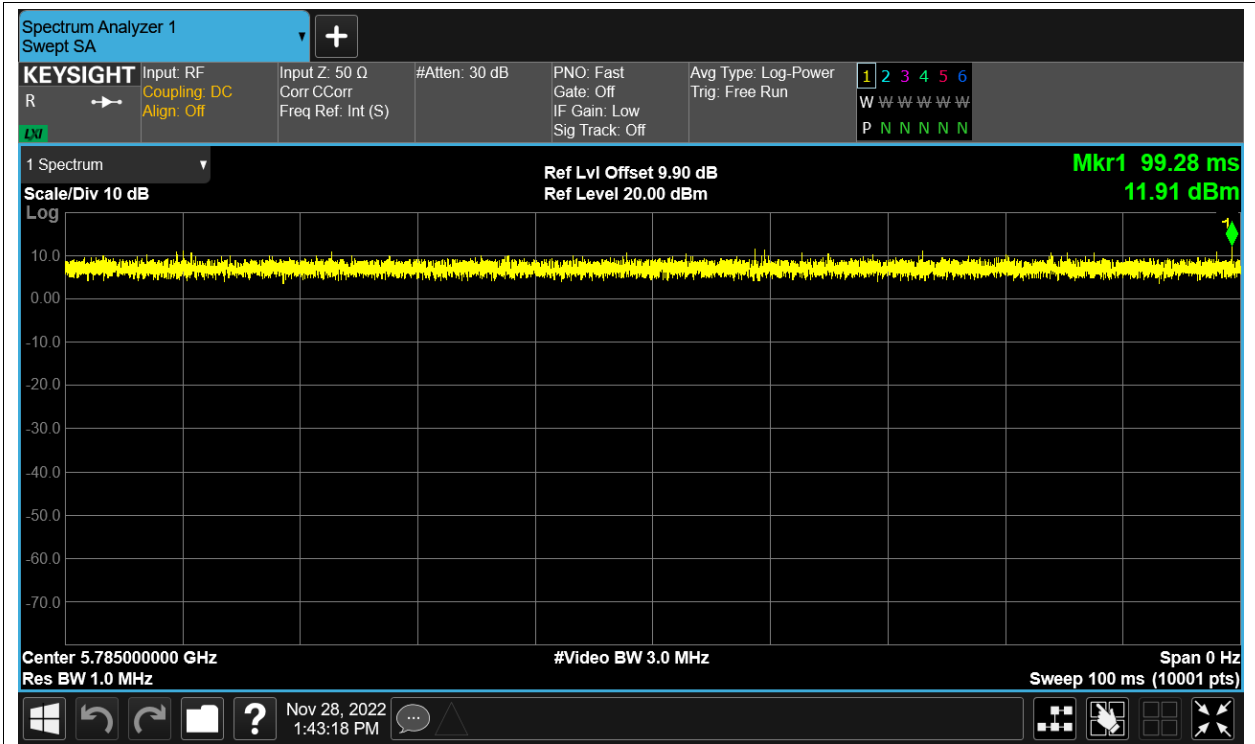 Spectrum Analyzer 1
Swept SA
KEYSIGHT
R
LXI
Input: RF
Coupling: DC
Align: Off
Input Z: 50 Ω
Corr CCorr
Freq Ref: Int (S)
#Atten: 30 dB
PNO: Fast
Gate: Off
IF Gain: Low
Sig Track: Off
Avg Type: Log-Power
Trig: Free Run
1 2 3 4 5 6
W W W W W W
P N N N N N
1 Spectrum
Scale/Div 10 dB
Log
Ref Lvl Offset 9.90 dB
Ref Level 20.00 dBm
Mkr1 99.28 ms
11.91 dBm
1
10.0
0.00
-10.0
-20.0
-30.0
-40.0
-50.0
-60.0
-70.0
Center 5.785000000 GHz
Res BW 1.0 MHz
#Video BW 3.0 MHz
Span 0 Hz
Sweep 100 ms (10001 pts)
?
Nov 28, 2022
1:43:18 PM